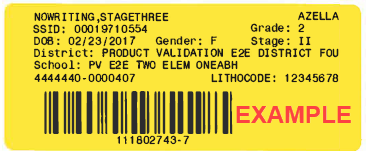 NOWRITING,STAGETHREE AZELLA
SSID: 00019710554 Grade: 2
DOB: 02/23/2017 Gender: F Stage: II
District: PRODUCT VALIDATION E2E DISTRICT FOU
School: PV E2E TWO ELEM ONEABH
4444440-0000407 LITHOCODE: 12345678
EXAMPLE
111802743-7